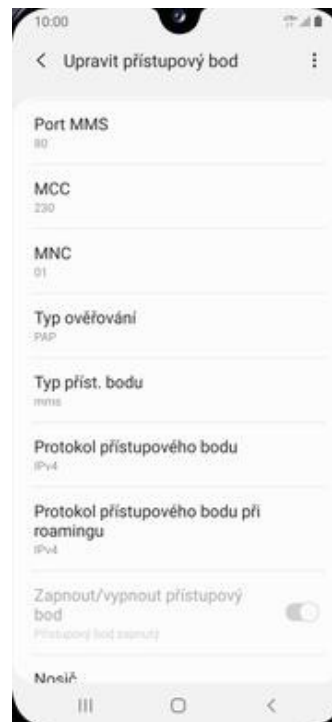 10:00
Upravit přístupový bod
Port MMS
80
MCC
230
MNC
01
Typ ověřování
PAP
Typ příst. bodu
mms
Protokol přístupového bodu
IPv4
Protokol přístupového bodu při
roamingu
IPv4
Zapnout/vypnout přístupový
bod
Přístupový bod zapnutý
Nosič